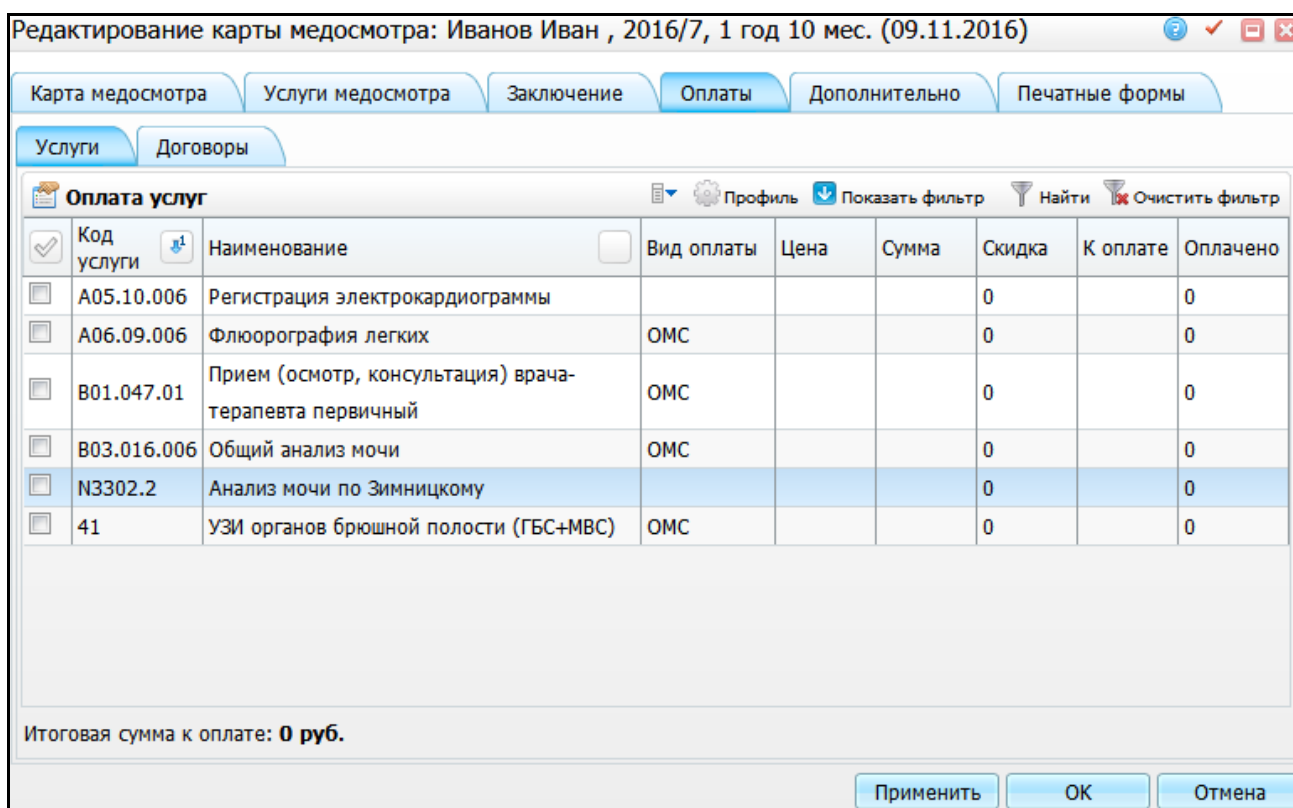 Редактирование карты медосмотра: Иванов Иван , 2016/7, 1 год 10 мес. (09.11.2016)
Карта медосмотра Услуги медосмотра Заключение Оплаты Дополнительно Печатные формы
Услуги Договоры
Оплата услуг Профиль Показать фильтр Найти Очистить фильтр
Код услуги 1 Наименование Вид оплаты Цена Сумма Скидка К оплате Оплачено
A05.10.006 Регистрация электрокардиограммы 0 0
A06.09.006 Флюорография легких ОМС 0 0
B01.047.01 Прием (осмотр, консультация) врача-
терапевта первичный ОМС 0 0
B03.016.006 Общий анализ мочи ОМС 0 0
N3302.2 Анализ мочи по Зимницкому 0 0
41 УЗИ органов брюшной полости (ГБС+МВС) ОМС 0 0
Итоговая сумма к оплате: 0 руб.
Применить ОК Отмена